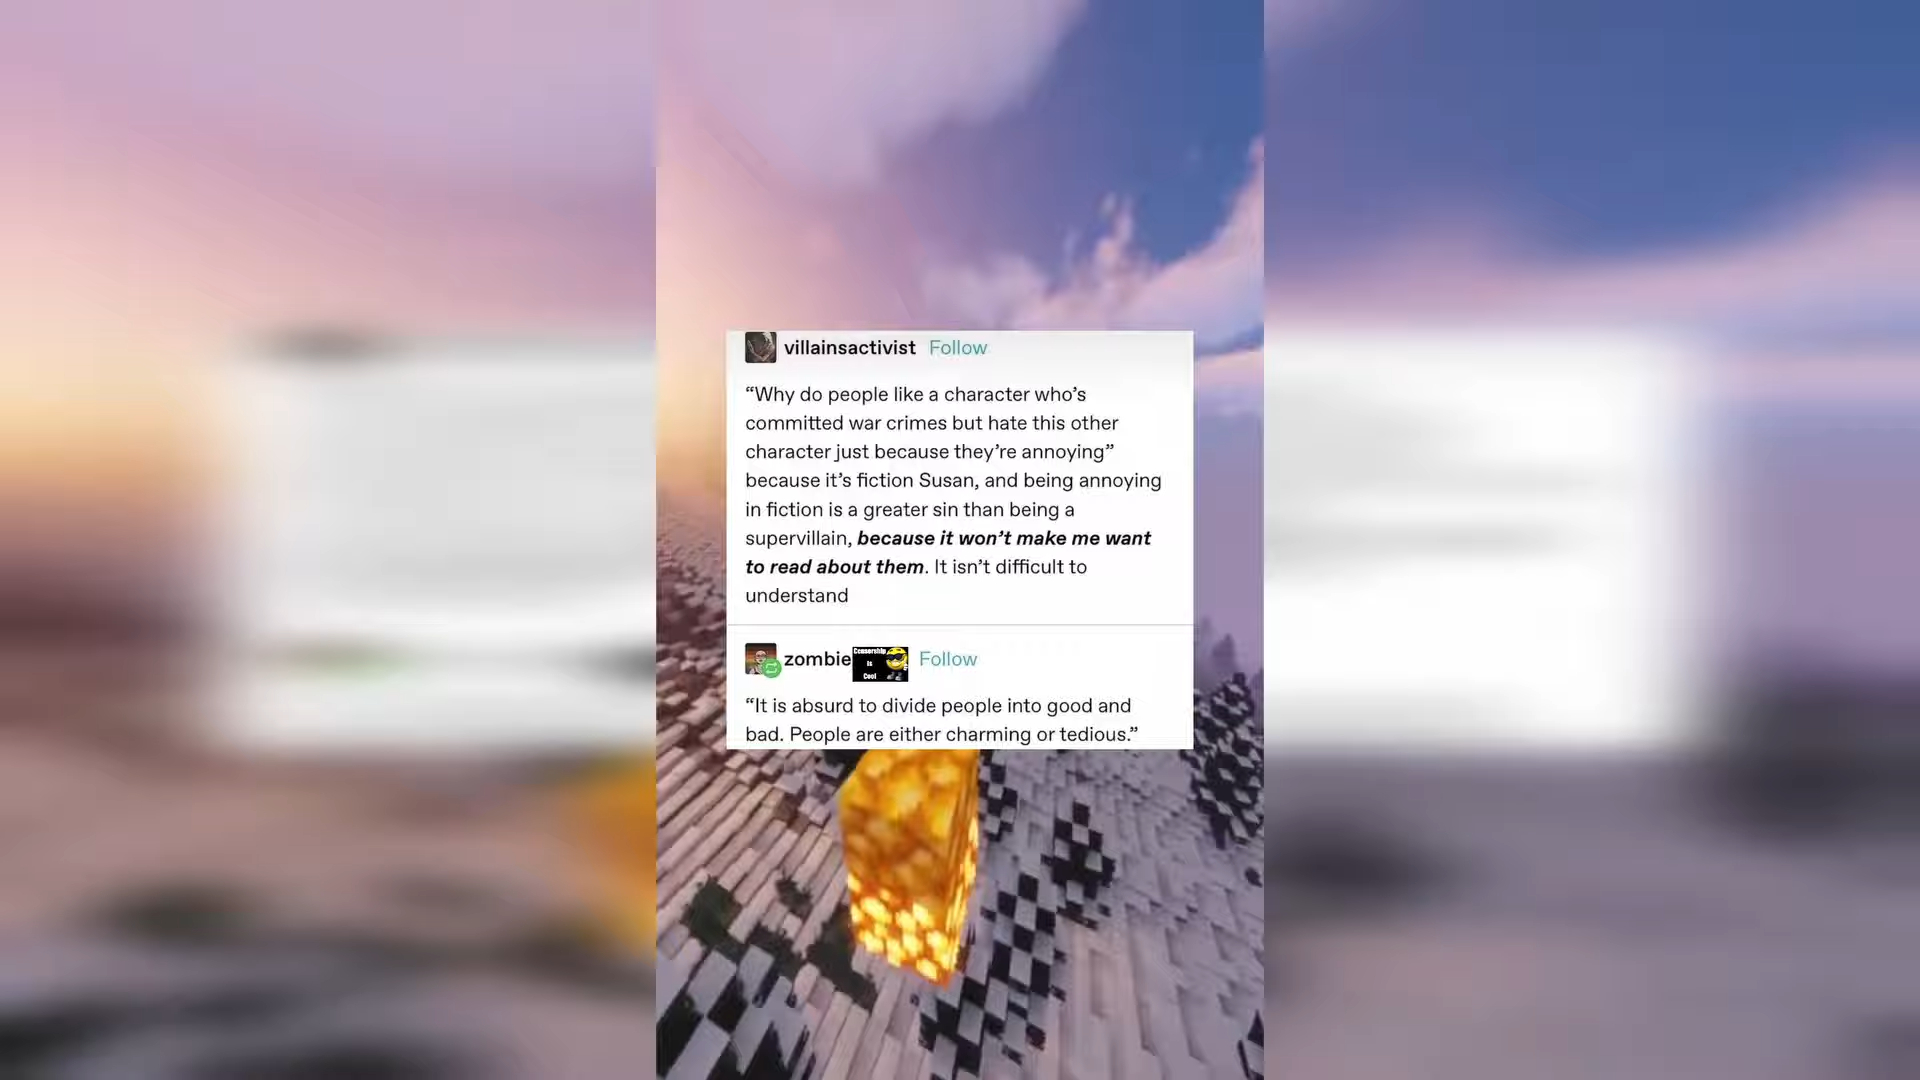 villainsactivist Follow
“Why do people like a character who’s
committed war crimes but hate this other
character just because they’re annoying”
because it’s fiction Susan, and being annoying
in fiction is a greater sin than being a
supervillain, because it won’t make me want
to read about them. It isn’t difficult to
understand
zombie Follow
Censorship
is
Cool
“It is absurd to divide people into good and
bad. People are either charming or tedious.”